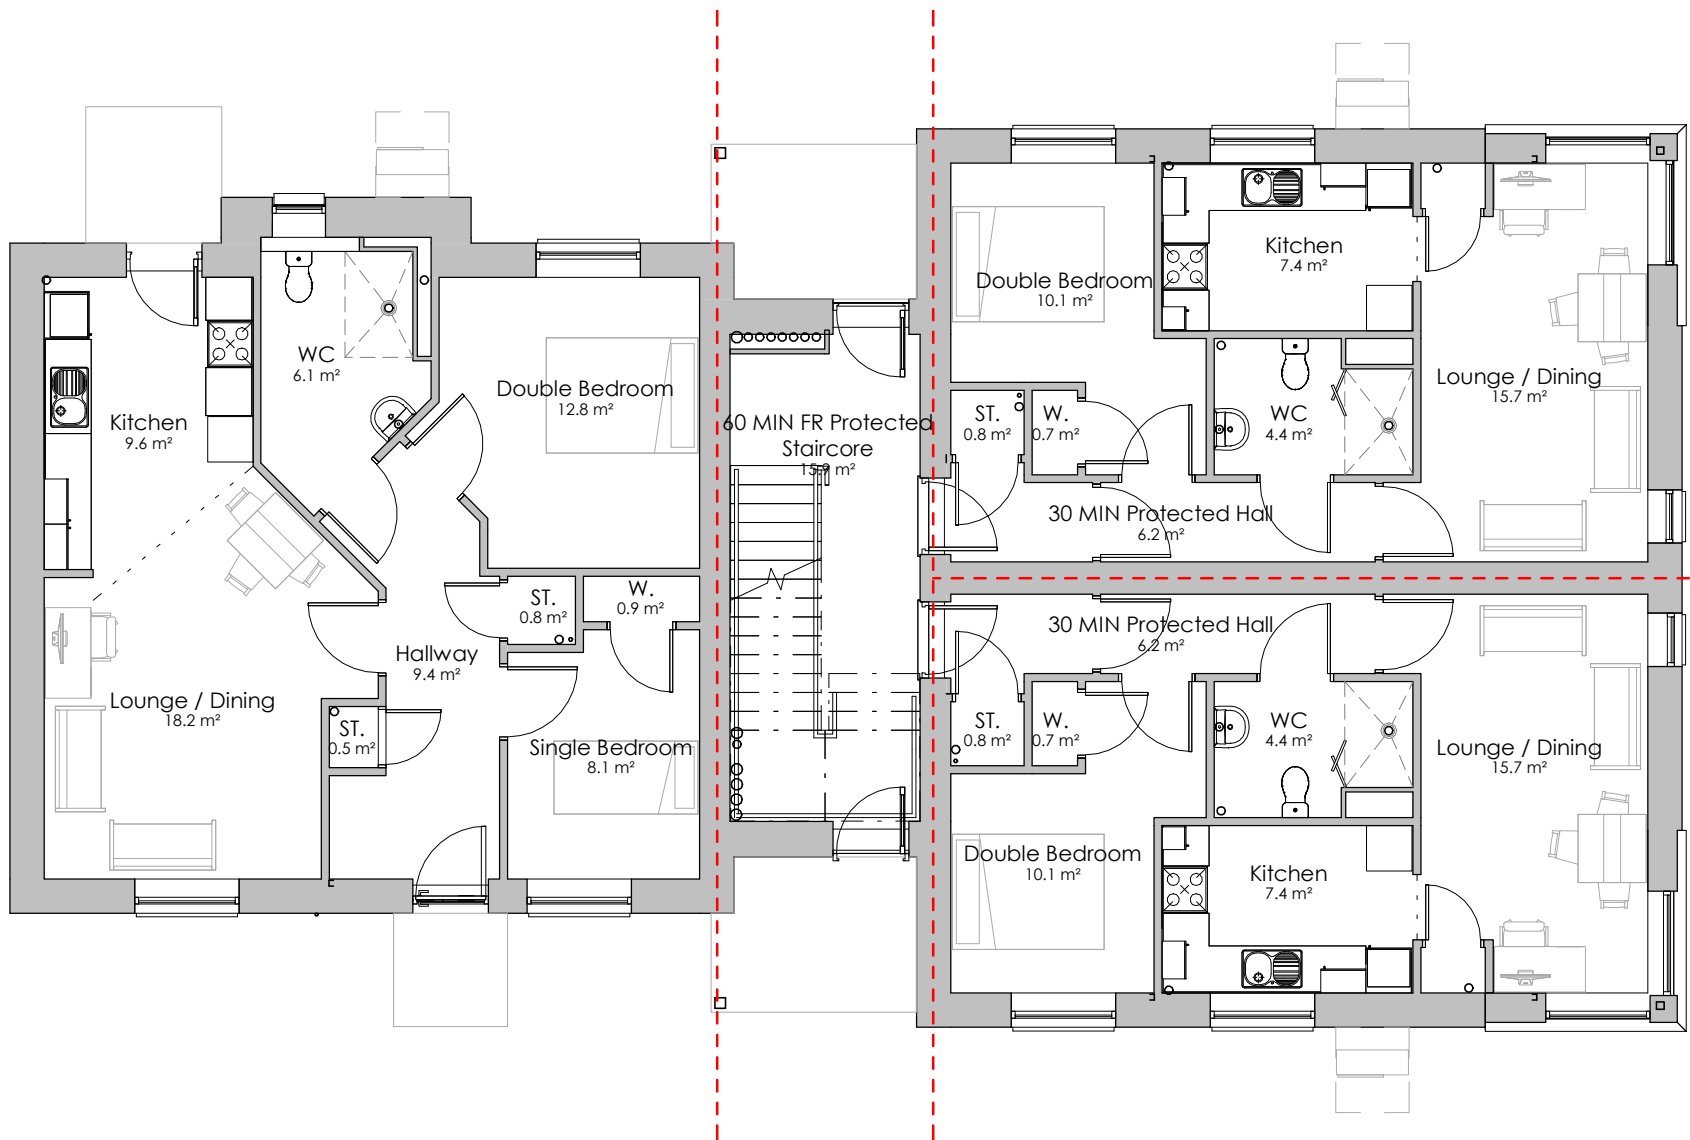 Kitchen
9.6 m²
WC
6.1 m²
Double Bedroom
12.8 m²
Lounge / Dining
18.2 m²
Hallway
9.4 m²
ST.
0.8 m²
W.
0.9 m²
ST.
0.5 m²
Single Bedroom
8.1 m²
60 MIN FR Protected
Staircore
15.9 m²
Double Bedroom
10.1 m²
Kitchen
7.4 m²
Lounge / Dining
15.7 m²
ST.
0.8 m²
W.
0.7 m²
WC
4.4 m²
30 MIN Protected Hall
6.2 m²
30 MIN Protected Hall
6.2 m²
ST.
0.8 m²
W.
0.7 m²
WC
4.4 m²
Lounge / Dining
15.7 m²
Double Bedroom
10.1 m²
Kitchen
7.4 m²